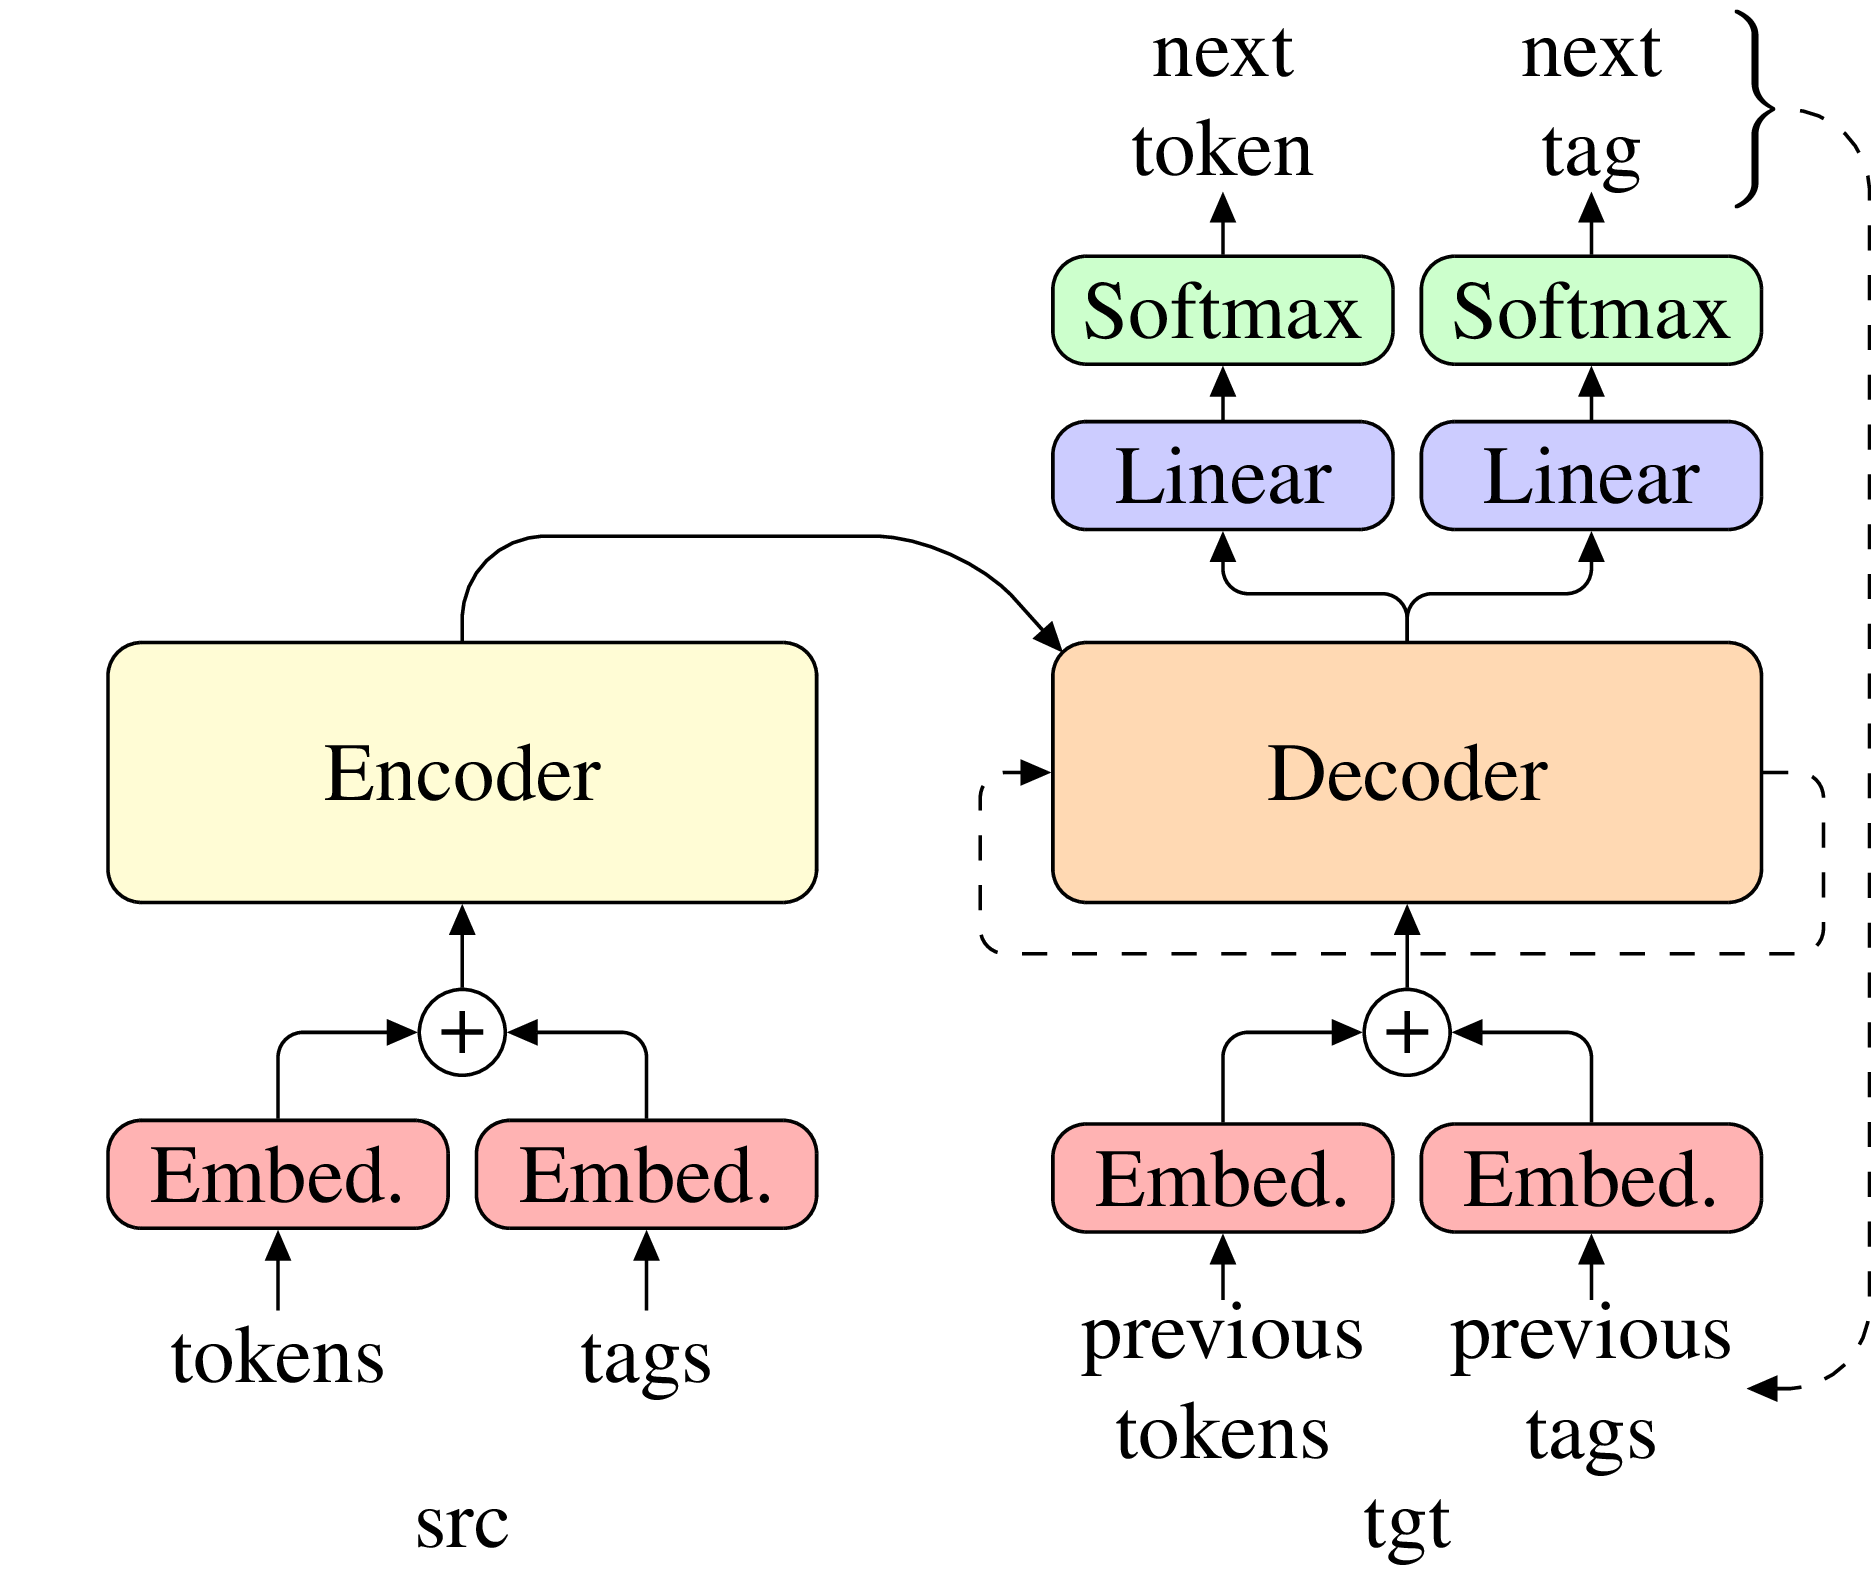 next next
token tag
Softmax Softmax
Linear Linear
Encoder Decoder
+ +
Embed. Embed. Embed. Embed.
tokens tags previous previous
tokens tags
src tgt